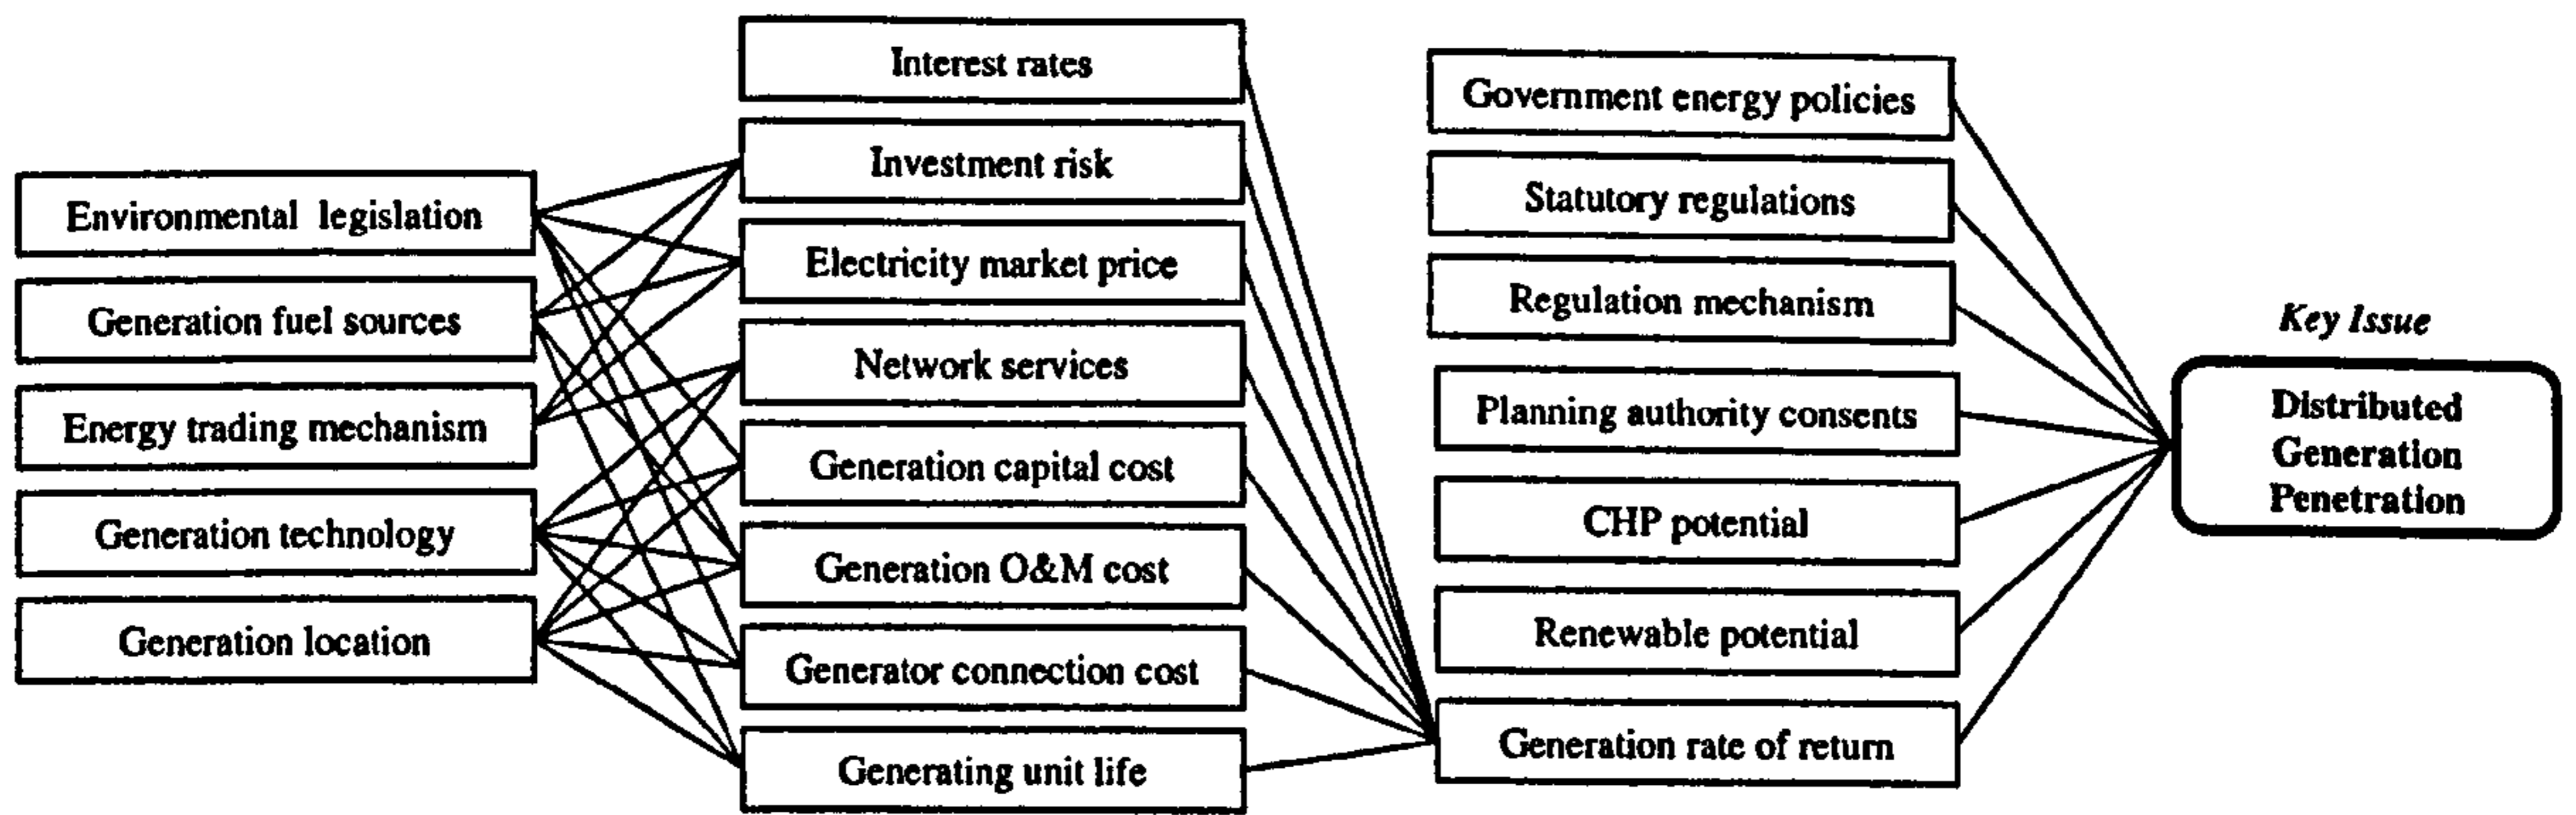 Environmental legislation
Generation fuel sources
Energy trading mechanism
Generation technology
Generation location
Interest rates
Investment risk
Electricity market price
Network services
Generation capital cost
Generation O&M cost
Generator connection cost
Generating unit life
Government energy policies
Statutory regulations
Regulation mechanism
Planning authority consents
CHP potential
Renewable potential
Generation rate of return
Key Issue
Distributed
Generation
Penetration